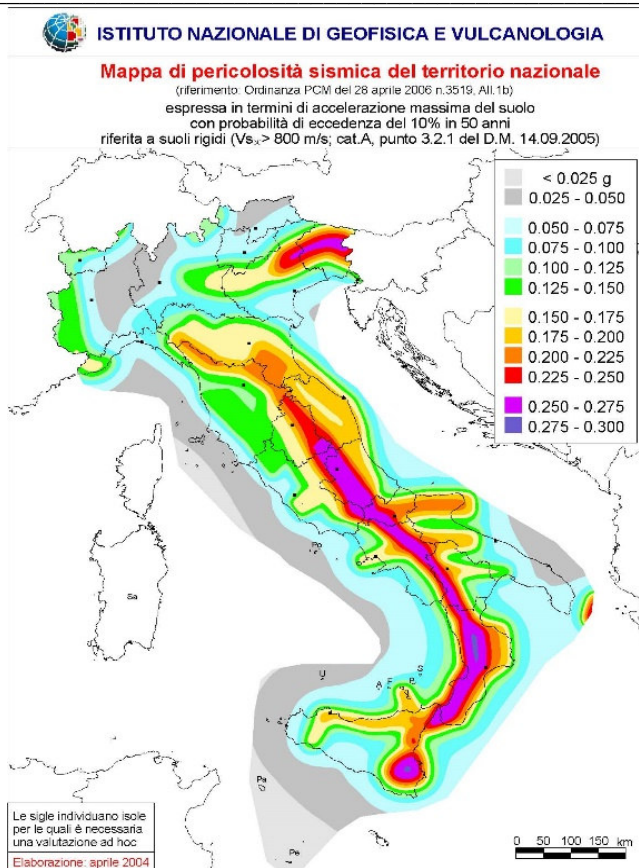 ISTITUTO NAZIONALE DI GEOFISICA E VULCANOLOGIA
Mappa di pericolosità sismica del territorio nazionale
(riferimento: Ordinanza PCM del 28 aprile 2006 n.3519, All.1b)
espressa in termini di accelerazione massima del suolo
con probabilità di eccedenza del 10% in 50 anni
riferita a suoli rigidi (Vs₃₀> 800 m/s; cat.A, punto 3.2.1 del D.M. 14.09.2005)
< 0.025 g
0.025 - 0.050
0.050 - 0.075
0.075 - 0.100
0.100 - 0.125
0.125 - 0.150
0.150 - 0.175
0.175 - 0.200
0.200 - 0.225
0.225 - 0.250
0.250 - 0.275
0.275 - 0.300
Po
Sa
U
A
F
P
S
Pa
Pe
Le sigle individuano isole
per le quali è necessaria
una valutazione ad hoc
Elaborazione: aprile 2004
0 50 100 150 km